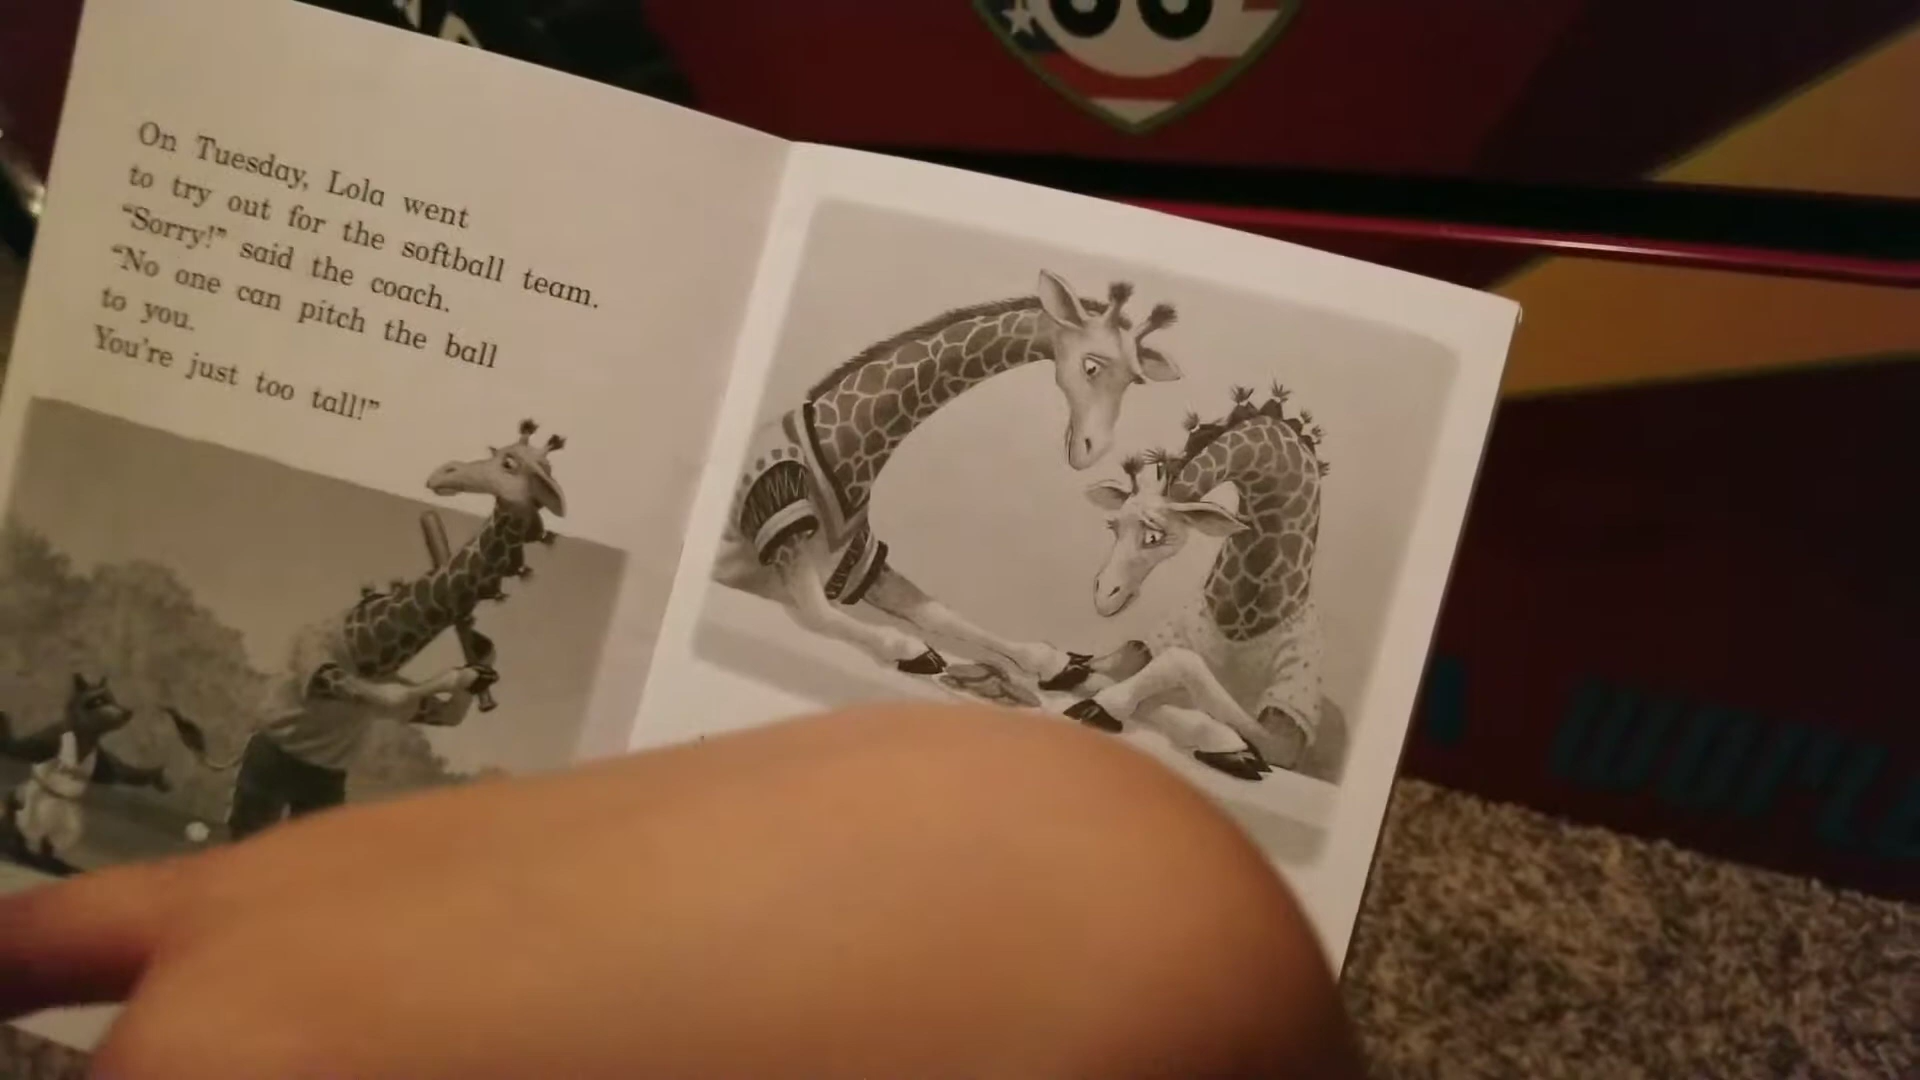 On Tuesday, Lola went
to try out for the softball team.
“Sorry!” said the coach.
“No one can pitch the ball
to you.
You’re just too tall!”